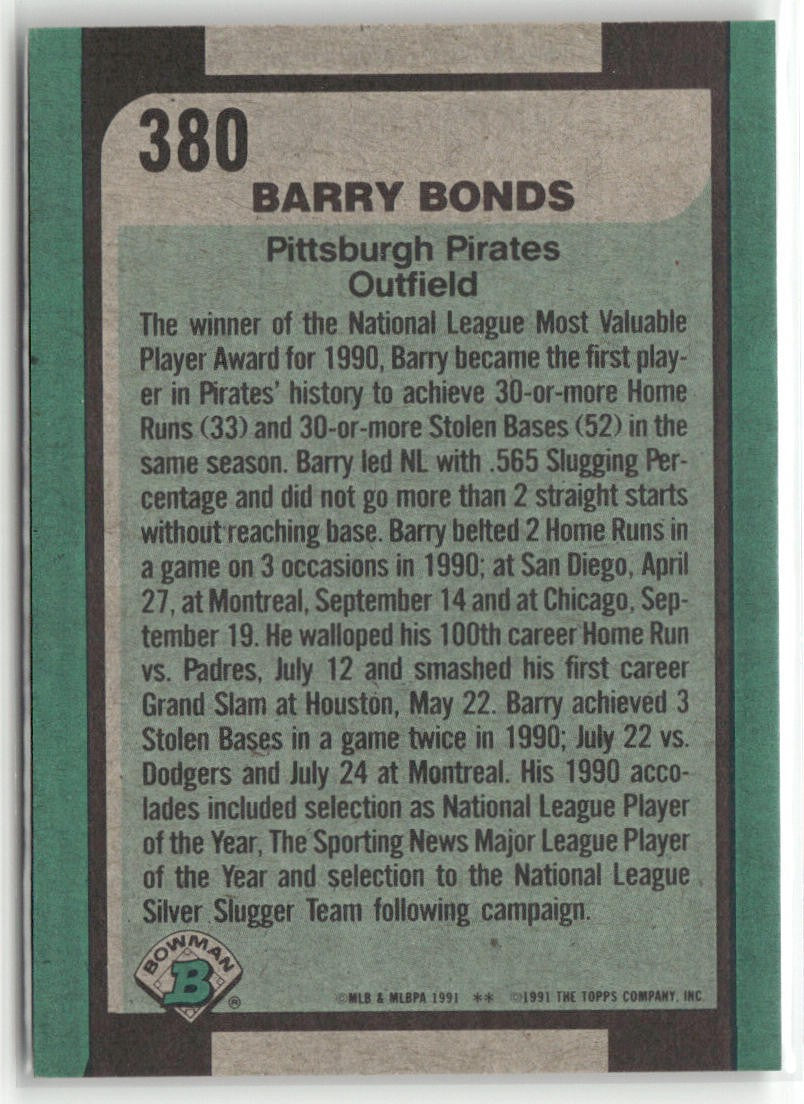 380
BARRY BONDS
Pittsburgh Pirates
Outfield
The winner of the National League Most Valuable
Player Award for 1990, Barry became the first play-
er in Pirates' history to achieve 30-or-more Home
Runs (33) and 30-or-more Stolen Bases (52) in the
same season. Barry led NL with .565 Slugging Per-
centage and did not go more than 2 straight starts
without reaching base. Barry belted 2 Home Runs in
a game on 3 occasions in 1990; at San Diego, April
27, at Montreal, September 14 and at Chicago, Sep-
tember 19. He walloped his 100th career Home Run
vs. Padres, July 12 and smashed his first career
Grand Slam at Houston, May 22. Barry achieved 3
Stolen Bases in a game twice in 1990; July 22 vs.
Dodgers and July 24 at Montreal. His 1990 acco-
lades included selection as National League Player
of the Year, The Sporting News Major League Player
of the Year and selection to the National League
Silver Slugger Team following campaign.
BOWMAN
B ®
©MLB & MLBPA 1991 ** ©1991 THE TOPPS COMPANY, INC.